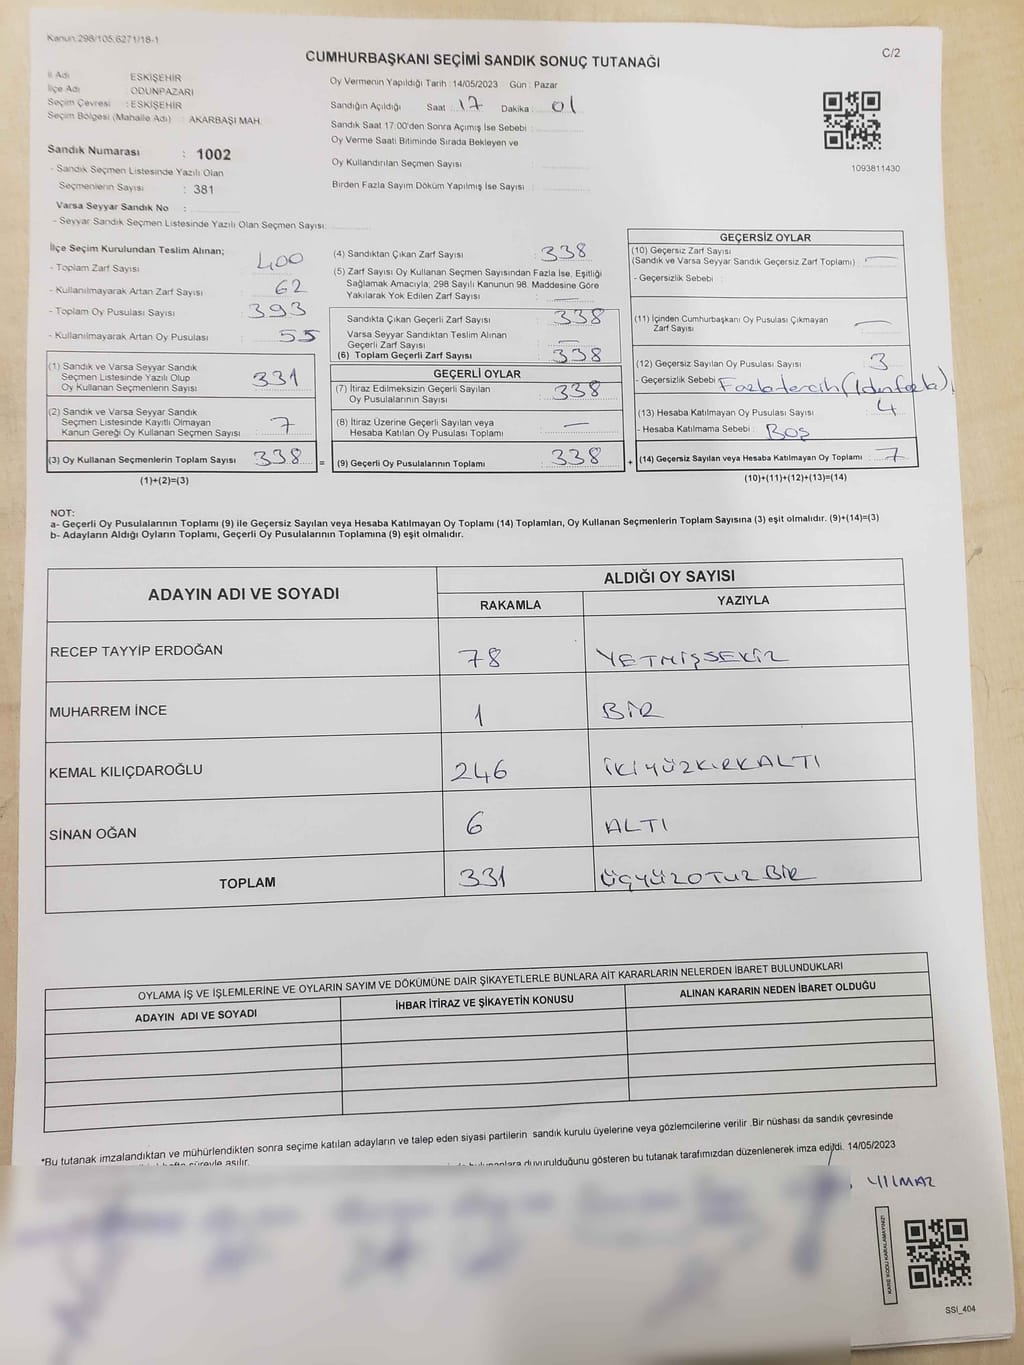 Kanun.298/105,6271/18-1
C/2
CUMHURBAŞKANI SEÇİMİ SANDIK SONUÇ TUTANAĞI
İl Adı ESKİŞEHİR
İlçe Adı : ODUNPAZARI
Seçim Çevresi : ESKİŞEHİR
Seçim Bölgesi (Mahalle Adı) : AKARBAŞI MAH.
Sandık Numarası : 1002
- Sandık Seçmen Listesinde Yazılı Olan
Seçmenlerin Sayısı : 381
Varsa Seyyar Sandık No :
- Seyyar Sandık Seçmen Listesinde Yazılı Olan Seçmen Sayısı:
Oy Vermenin Yapıldığı Tarih : 14/05/2023 Gün : Pazar
Sandığın Açıldığı Saat : 17 Dakika : 01
Sandık Saat 17:00'den Sonra Açımış İse Sebebi :
Oy Verme Saati Bitiminde Sırada Bekleyen ve
Oy Kullandırılan Seçmen Sayısı
Birden Fazla Sayım Döküm Yapılmış İse Sayısı :
1093811430
İlçe Seçim Kurulundan Teslim Alınan;
- Toplam Zarf Sayısı 400
- Kullanılmayarak Artan Zarf Sayısı : 62
- Toplam Oy Pusulası Sayısı : 393
- Kullanılmayarak Artan Oy Pusulası : 55
(1) Sandık ve Varsa Seyyar Sandık
Seçmen Listesinde Yazılı Olup
Oy Kullanan Seçmenlerin Sayısı : 331
(2) Sandık ve Varsa Seyyar Sandık
Seçmen Listesinde Kayıtlı Olmayan
Kanun Gereği Oy Kullanan Seçmen Sayısı : 7
(3) Oy Kullanan Seçmenlerin Toplam Sayısı : 338 =
(1)+(2)=(3)
(4) Sandıktan Çıkan Zarf Sayısı : 338
(5) Zarf Sayısı Oy Kullanan Seçmen Sayısından Fazla İse, Eşitliği
Sağlamak Amacıyla; 298 Sayılı Kanunun 98. Maddesine Göre
Yakılarak Yok Edilen Zarf Sayısı : —
Sandıkta Çıkan Geçerli Zarf Sayısı : 338
Varsa Seyyar Sandıktan Teslim Alınan
Geçerli Zarf Sayısı : —
(6) Toplam Geçerli Zarf Sayısı : 338
GEÇERLİ OYLAR
(7) İtiraz Edilmeksizin Geçerli Sayılan
Oy Pusulalarının Sayısı : 338
(8) İtiraz Üzerine Geçerli Sayılan veya
Hesaba Katılan Oy Pusulası Toplamı : —
(9) Geçerli Oy Pusulalarının Toplamı : 338 +
GEÇERSİZ OYLAR
(10) Geçersiz Zarf Sayısı
(Sandık ve Varsa Seyyar Sandık Geçersiz Zarf Toplamı) : —
- Geçersizlik Sebebi :
(11) İçinden Cumhurbaşkanı Oy Pusulası Çıkmayan
Zarf Sayısı : —
(12) Geçersiz Sayılan Oy Pusulası Sayısı : 3
- Geçersizlik Sebebi : Fazla tercih (1'den fazla)
(13) Hesaba Katılmayan Oy Pusulası Sayısı : 4
- Hesaba Katılmama Sebebi : Boş
(14) Geçersiz Sayılan veya Hesaba Katılmayan Oy Toplamı : 7
(10)+(11)+(12)+(13)=(14)
NOT:
a- Geçerli Oy Pusulalarının Toplamı (9) ile Geçersiz Sayılan veya Hesaba Katılmayan Oy Toplamı (14) Toplamları, Oy Kullanan Seçmenlerin Toplam Sayısına (3) eşit olmalıdır. (9)+(14)=(3)
b- Adayların Aldığı Oyların Toplamı, Geçerli Oy Pusulalarının Toplamına (9) eşit olmalıdır.
ADAYIN ADI VE SOYADI ALDIĞI OY SAYISI
RAKAMLA YAZIYLA
RECEP TAYYİP ERDOĞAN 78 YETMİŞSEKİZ
MUHARREM İNCE 1 BİR
KEMAL KILIÇDAROĞLU 246 İKİYÜZKIRKALTI
SİNAN OĞAN 6 ALTI
TOPLAM 331 ÜÇYÜZOTUZBİR
OYLAMA İŞ VE İŞLEMLERİNE VE OYLARIN SAYIM VE DÖKÜMÜNE DAİR ŞİKAYETLERLE BUNLARA AİT KARARLARIN NELERDEN İBARET BULUNDUKLARI
ADAYIN ADI VE SOYADI İHBAR İTİRAZ VE ŞİKAYETİN KONUSU ALINAN KARARIN NEDEN İBARET OLDUĞU
*Bu tutanak imzalandıktan ve mühürlendikten sonra seçime katılan adayların ve talep eden siyasi partilerin sandık kurulu üyelerine veya gözlemcilerine verilir .Bir nüshası da sandık çevresinde
süreyle asılır. duyurulduğunu gösteren bu tutanak tarafımızdan düzenlenerek imza edildi. 14/05/2023
YILMAZ
KARE KODU KARALAMAYINIZ!
SSI_404